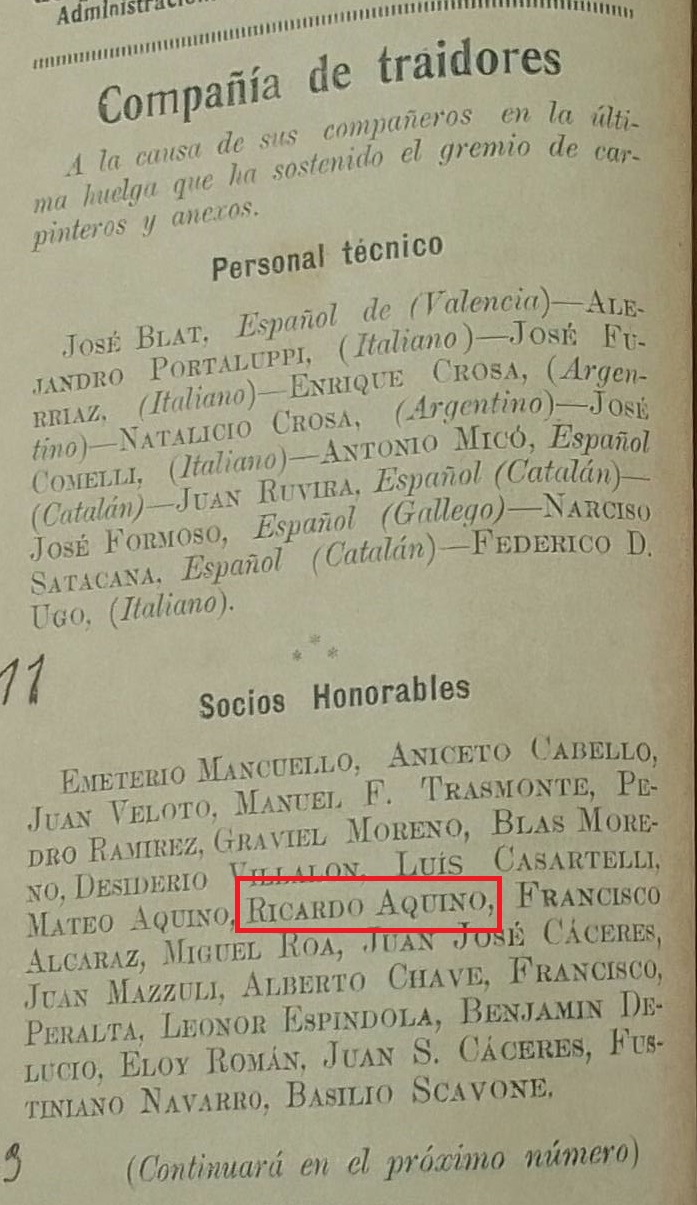 Administración
Compañía de traidores
A la causa de sus compañeros en la últi-
ma huelga que ha sostenido el gremio de car-
pinteros y anexos.
Personal técnico
JOSÉ BLAT, Español de (Valencia)—ALE-
JANDRO PORTALUPPI, (Italiano)—JOSÉ FU-
RRIAZ, (Italiano)—ENRIQUE CROSA, (Argen-
tino)—NATALICIO CROSA, (Argentino)—JOSÉ
COMELLI, (Italiano)—ANTONIO MICÓ, Español
(Catalán)—JUAN RUVIRA, Español (Catalán)—
JOSÉ FORMOSO, Español (Gallego)—NARCISO
SATACANA, Español (Catalán)—FEDERICO D.
UGO, (Italiano).
* * *
11
Socios Honorables
EMETERIO MANCUELLO, ANICETO CABELLO,
JUAN VELOTO, MANUEL F. TRASMONTE, PE-
DRO RAMIREZ, GRAVIEL MORENO, BLAS MORE-
NO, DESIDERIO VILLALON, LUÍS CASARTELLI,
MATEO AQUINO, RICARDO AQUINO, FRANCISCO
ALCARAZ, MIGUEL ROA, JUAN JOSÉ CÁCERES,
JUAN MAZZULI, ALBERTO CHAVE, FRANCISCO,
PERALTA, LEONOR ESPINDOLA, BENJAMIN DE-
LUCIO, ELOY ROMÁN, JUAN S. CÁCERES, FUS-
TINIANO NAVARRO, BASILIO SCAVONE.
9
(Continuará en el próximo número)